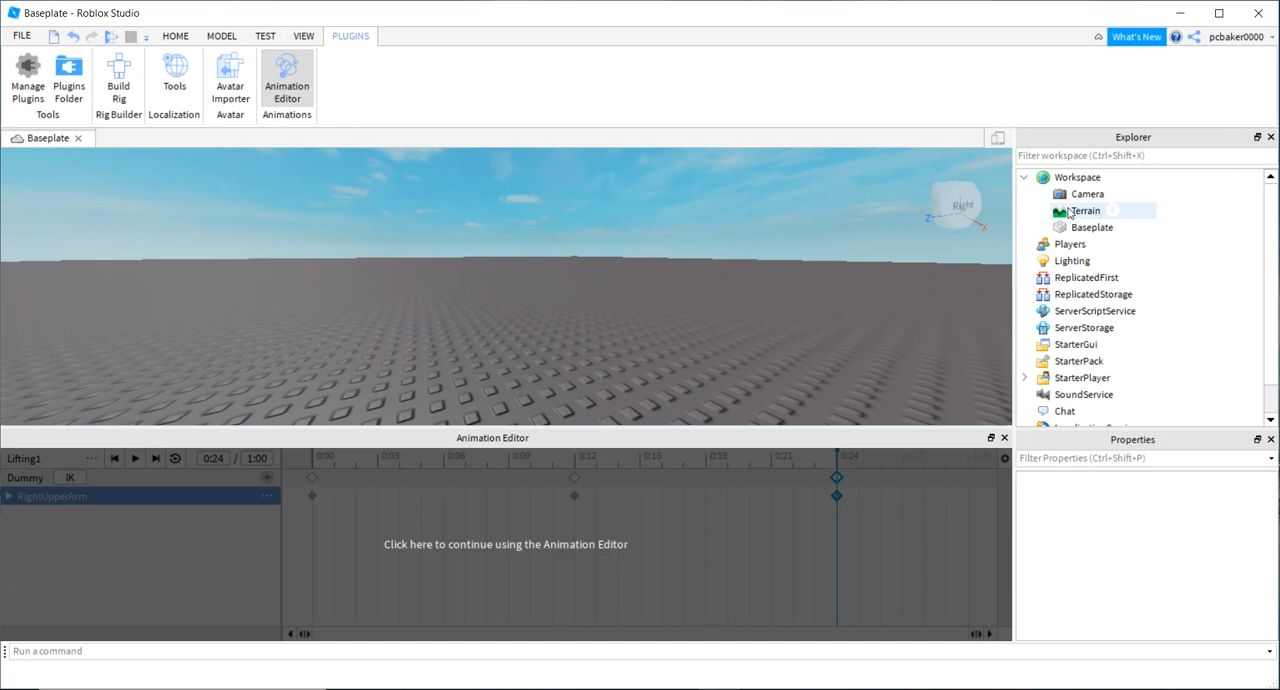 Baseplate - Roblox Studio
FILE HOME MODEL TEST VIEW PLUGINS What's New pcbaker0000
Manage Plugins Build Avatar Animation
Plugins Folder Rig Tools Importer Editor
Tools Rig Builder Localization Avatar Animations
Baseplate
Explorer
Filter workspace (Ctrl+Shift+X)
Workspace
Camera
Terrain
Baseplate
Players
Lighting
ReplicatedFirst
ReplicatedStorage
ServerScriptService
ServerStorage
StarterGui
StarterPack
StarterPlayer
SoundService
Chat
Right
Z
X
Animation Editor
Lifting1 ... 0:24 / 1:00 0:00 0:03 0:06 0:09 0:12 0:15 0:18 0:21 0:24 1:00
Dummy IK
RightUpperArm ...
Click here to continue using the Animation Editor
Properties
Filter Properties (Ctrl+Shift+P)
Run a command